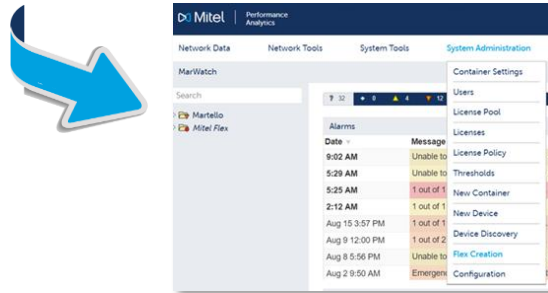 Mitel | Performance Analytics
Network Data Network Tools System Tools System Administration
MarWatch
Search
Martello
Mitel Flex
? 32 0 4 12
Alarms
Date Message
9:02 AM Unable to
5:29 AM Unable to
5:25 AM 1 out of 1
2:12 AM 1 out of 1
Aug 15 3:57 PM 1 out of 1
Aug 9 12:00 PM 1 out of 2
Aug 8 5:56 PM Unable to
Aug 2 9:50 AM Emergen
Container Settings
Users
License Pool
Licenses
License Policy
Thresholds
New Container
New Device
Device Discovery
Flex Creation
Configuration